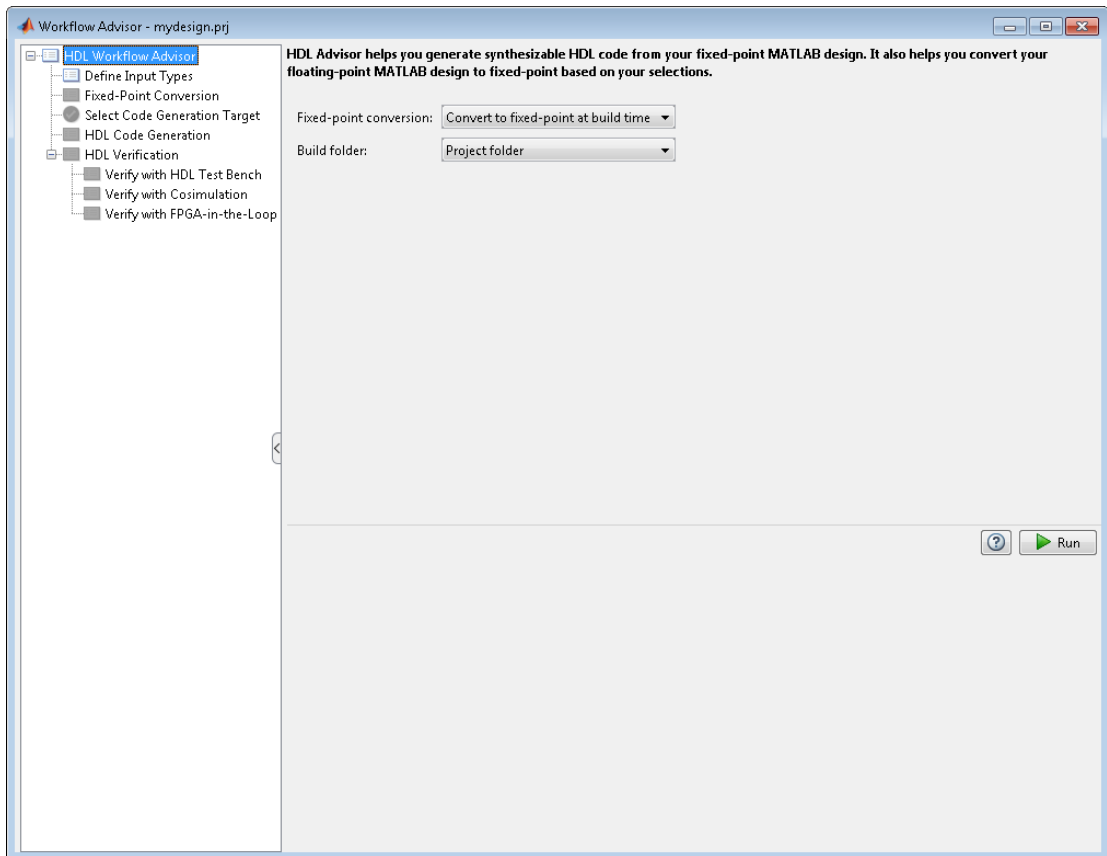 Workflow Advisor - mydesign.prj
HDL Workflow Advisor
Define Input Types
Fixed-Point Conversion
Select Code Generation Target
HDL Code Generation
HDL Verification
Verify with HDL Test Bench
Verify with Cosimulation
Verify with FPGA-in-the-Loop
HDL Advisor helps you generate synthesizable HDL code from your fixed-point MATLAB design. It also helps you convert your
floating-point MATLAB design to fixed-point based on your selections.
Fixed-point conversion: Convert to fixed-point at build time
Build folder: Project folder
? Run